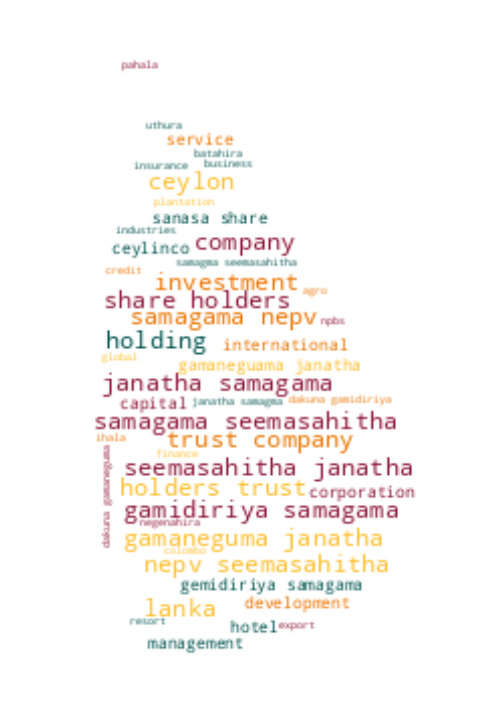 pahala
uthura
service
batahira
insurance business
ceylon
plantation
sanasa share
industries
ceylinco company
samagma seemasahitha
credit
investment agro
share holders
samagama nepv npbs
holding international
global
gamaneguama janatha
janatha samagama
capital janatha samagma dakuna gamidiriya
samagama seemasahitha
ihala trust company
finance
dakuna gamaneguma
seemasahitha janatha
holders trust corporation
gamidiriya samagama
negenahira
gamaneguma janatha
colombo
nepv seemasahitha
gemidiriya samagama
lanka development
resort hotel export
management